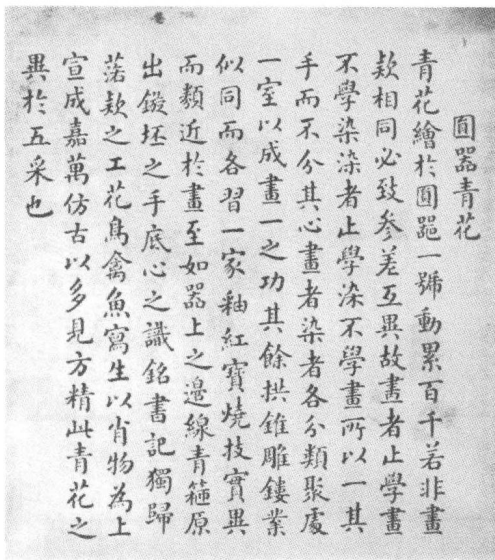 圓器青花
青花繪於圓器一號動累百千若非畫
欵相同必致参差互異故畫者止學畫
不學染染者止學染不學畫所以一其
手而不分其心畫者染者各分類聚處
一室以成畫一之功其餘拱錐雕鏤業
似同而各習一家釉紅寶燒技實異
而類近於畫至如器上之邊線青箍原
出鏇坯之手底心之識銘書記獨歸
落欵之工花鳥禽魚寫生以肖物為上
宣成嘉萬仿古以多見方精此青花之
異於五采也